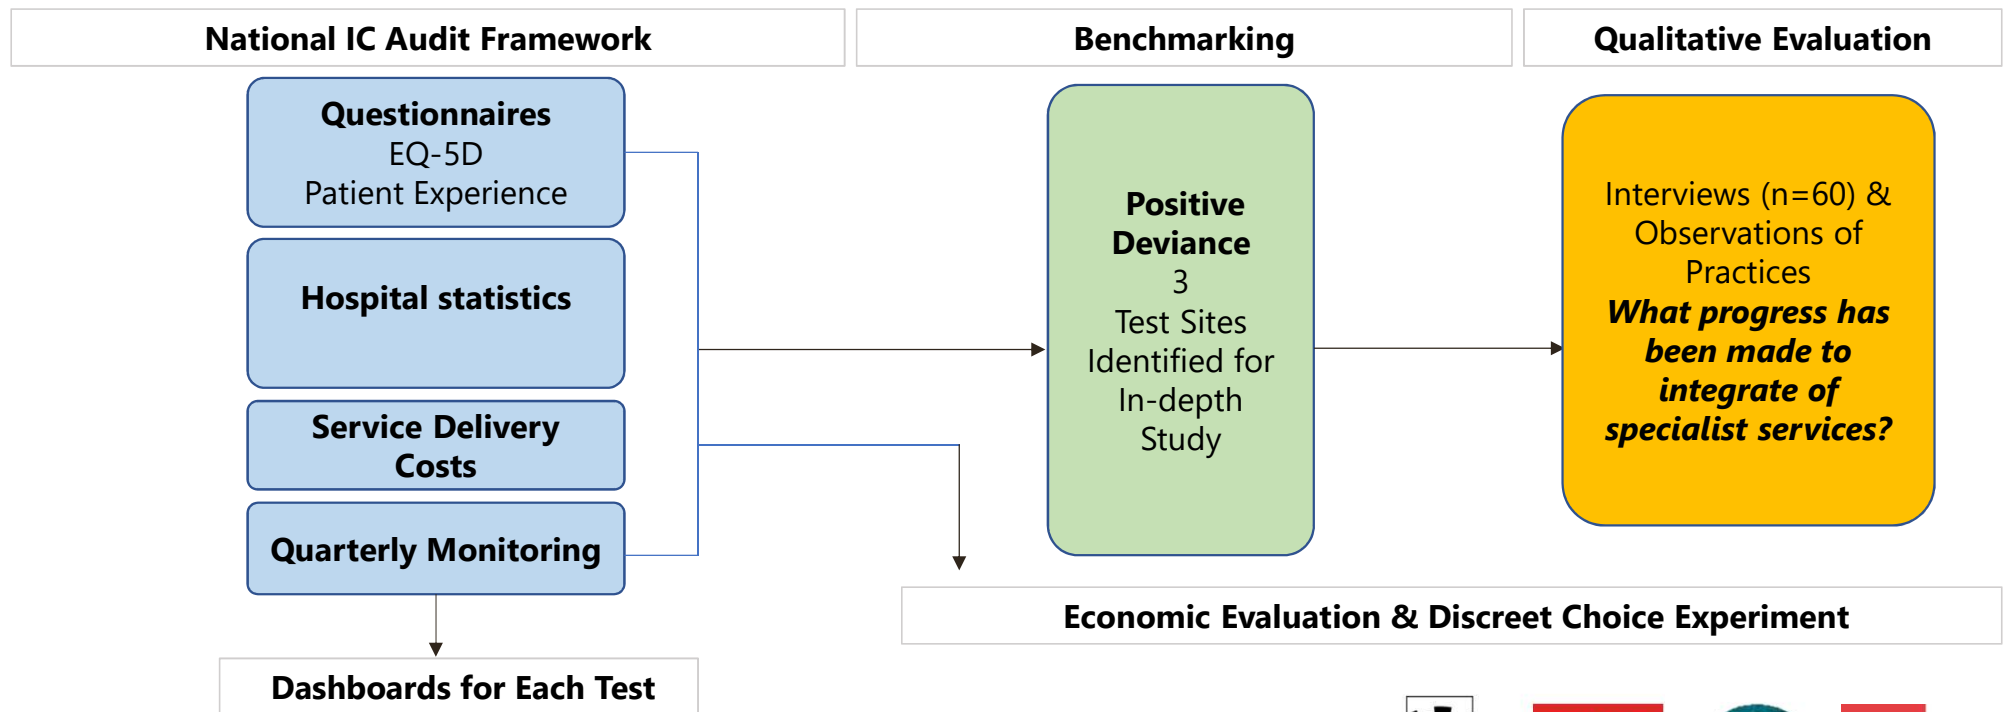 National IC Audit Framework
Benchmarking
Qualitative Evaluation
Questionnaires
EQ-5D
Patient Experience
Hospital statistics
Service Delivery
Costs
Quarterly Monitoring
Dashboards for Each Test
Positive
Deviance
3
Test Sites
Identified for
In-depth
Study
Interviews (n=60) &
Observations of
Practices
What progress has
been made to
integrate of
specialist services?
Economic Evaluation & Discreet Choice Experiment